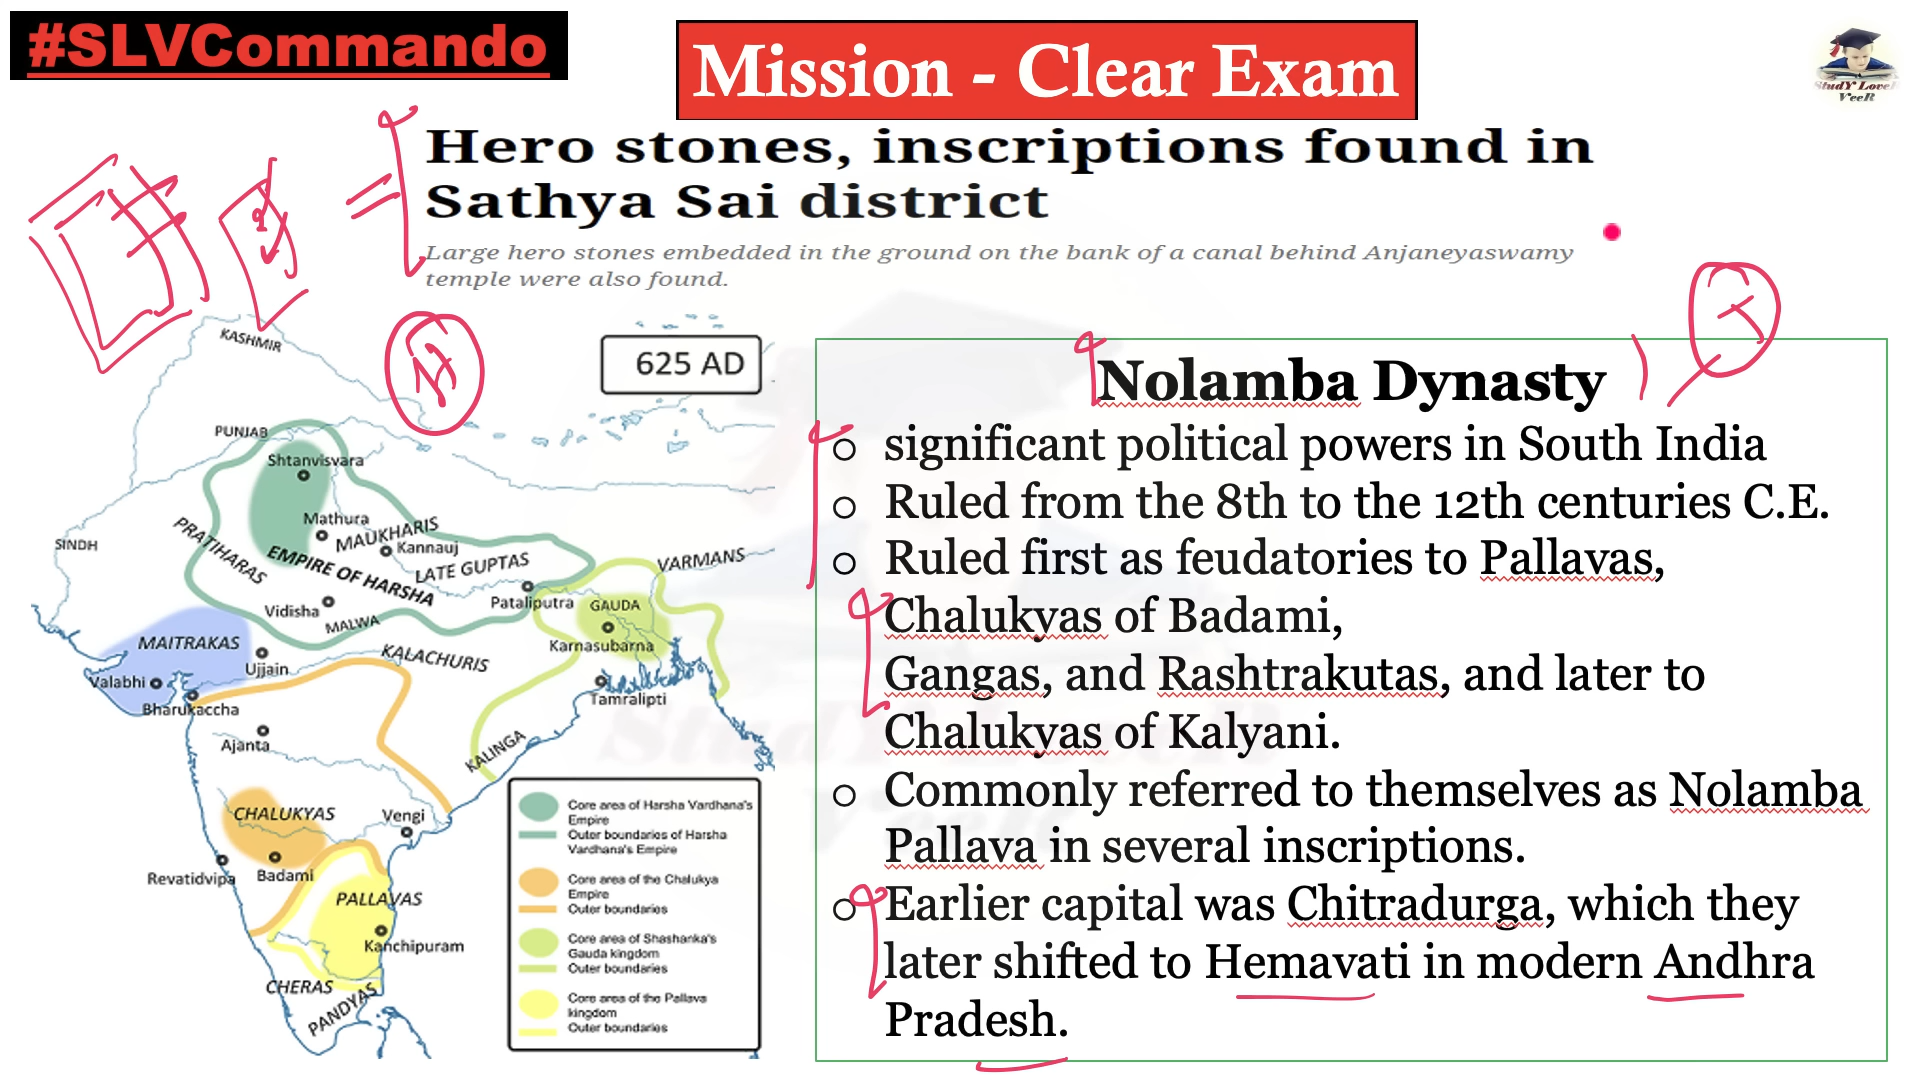 #SLVCommando
Mission - Clear Exam
StudY LoveR
VeeR
Hero stones, inscriptions found in
Sathya Sai district
Large hero stones embedded in the ground on the bank of a canal behind Anjaneyaswamy
temple were also found.
625 AD
KASHMIR
PUNJAB
Shtanvisvara
Mathura
MAUKHARIS
Kannauj
SINDH
PRATIHARAS
EMPIRE OF HARSHA
LATE GUPTAS
VARMANS
Pataliputra
GAUDA
Vidisha
MALWA
MAITRAKAS
Karnasubarna
Ujjain
KALACHURIS
Valabhi
Bharukaccha
Tamralipti
Ajanta
KALINGA
CHALUKYAS
Vengi
Revatidvipa
Badami
PALLAVAS
Kanchipuram
CHERAS
PANDYAS
Core area of Harsha Vardhana's
Empire
Outer boundaries of Harsha
Vardhana's Empire
Core area of the Chalukya
Empire
Outer boundaries
Core area of Shashanka's
Gauda kingdom
Outer boundaries
Core area of the Pallava
kingdom
Outer boundaries
Nolamba Dynasty
significant political powers in South India
Ruled from the 8th to the 12th centuries C.E.
Ruled first as feudatories to Pallavas,
Chalukyas of Badami,
Gangas, and Rashtrakutas, and later to
Chalukyas of Kalyani.
Commonly referred to themselves as Nolamba
Pallava in several inscriptions.
Earlier capital was Chitradurga, which they
later shifted to Hemavati in modern Andhra
Pradesh.
StudY LoveR
VeeR